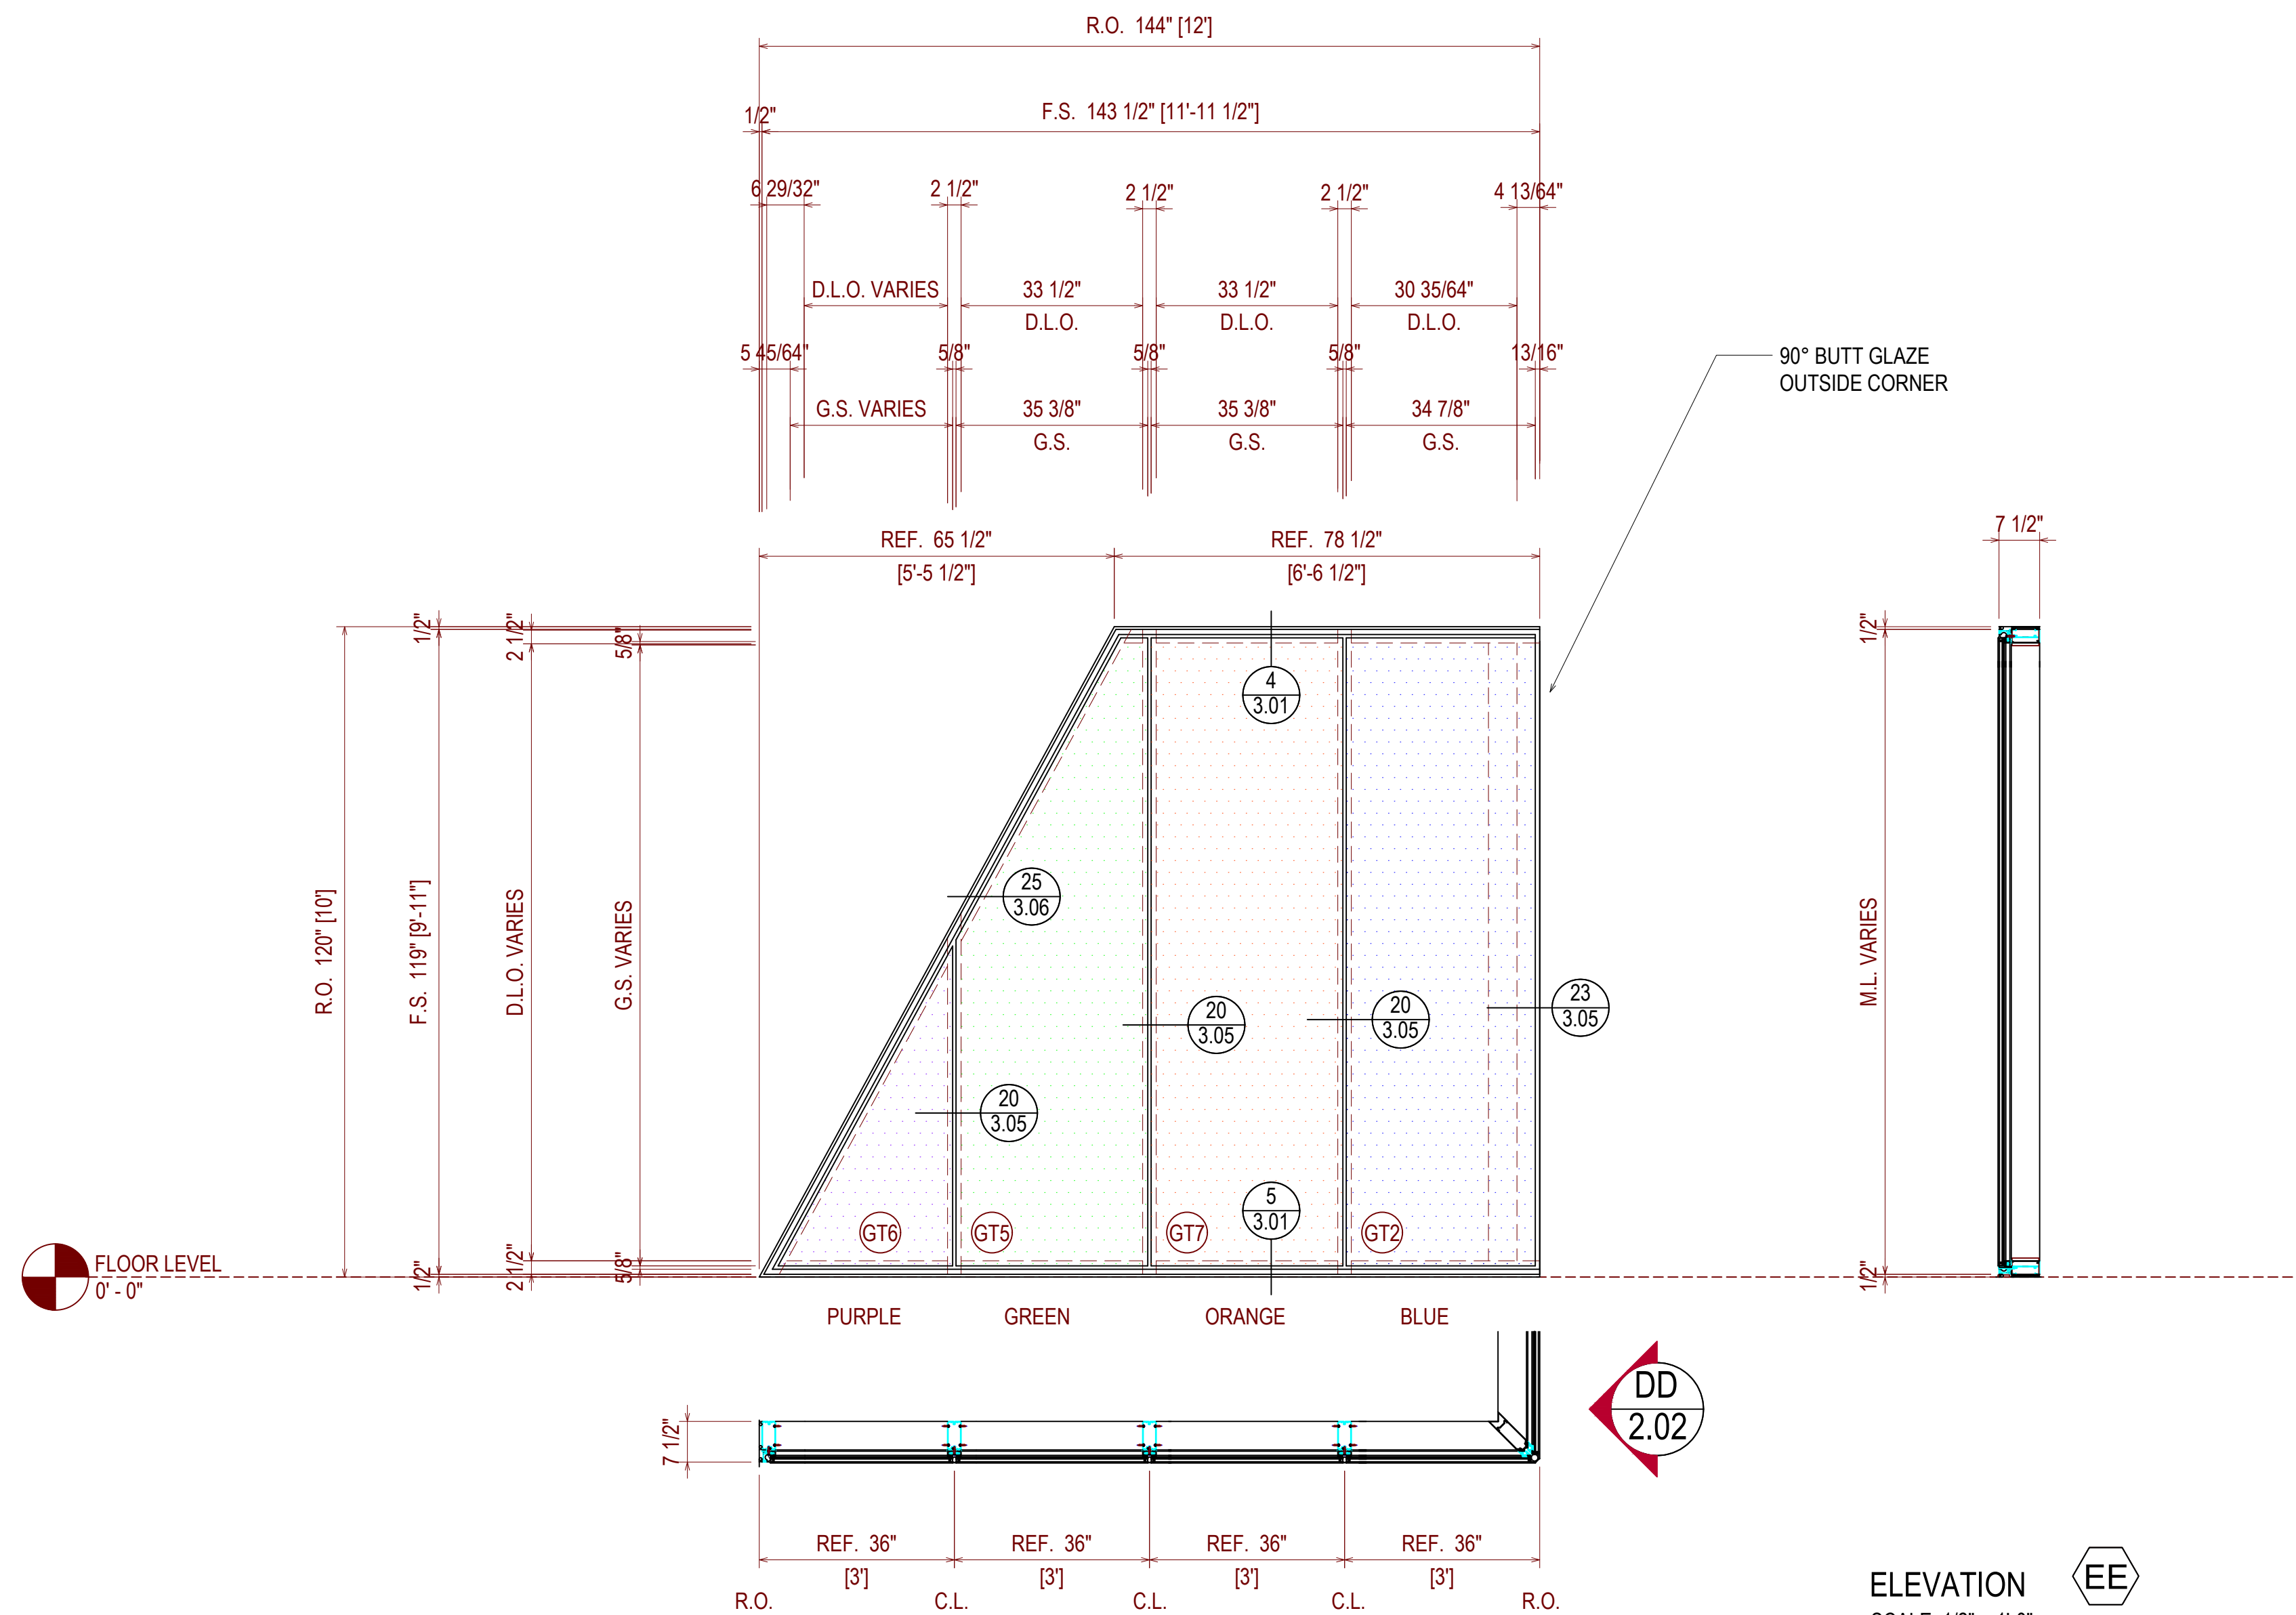 R.O. 144" [12']
1/2"
F.S. 143 1/2" [11'-11 1/2"]
6 29/32"
2 1/2"
2 1/2"
2 1/2"
4 13/64"
D.L.O. VARIES
33 1/2"
D.L.O.
33 1/2"
D.L.O.
30 35/64"
D.L.O.
5 45/64"
5/8"
5/8"
5/8"
13/16"
90° BUTT GLAZE
OUTSIDE CORNER
G.S. VARIES
35 3/8"
G.S.
35 3/8"
G.S.
34 7/8"
G.S.
REF. 65 1/2"
[5'-5 1/2"]
REF. 78 1/2"
[6'-6 1/2"]
7 1/2"
1/2"
2 1/2"
5/8"
1/2"
4
3.01
25
3.06
R.O. 120" [10']
F.S. 119" [9'-11"]
D.L.O. VARIES
G.S. VARIES
M.L. VARIES
20
3.05
20
3.05
23
3.05
20
3.05
5
3.01
GT6
GT5
GT7
GT2
FLOOR LEVEL
0' - 0"
1/2"
2 1/2"
5/8"
1/2"
PURPLE
GREEN
ORANGE
BLUE
DD
2.02
7 1/2"
REF. 36"
[3']
REF. 36"
[3']
REF. 36"
[3']
REF. 36"
[3']
R.O.
C.L.
C.L.
C.L.
R.O.
ELEVATION
EE